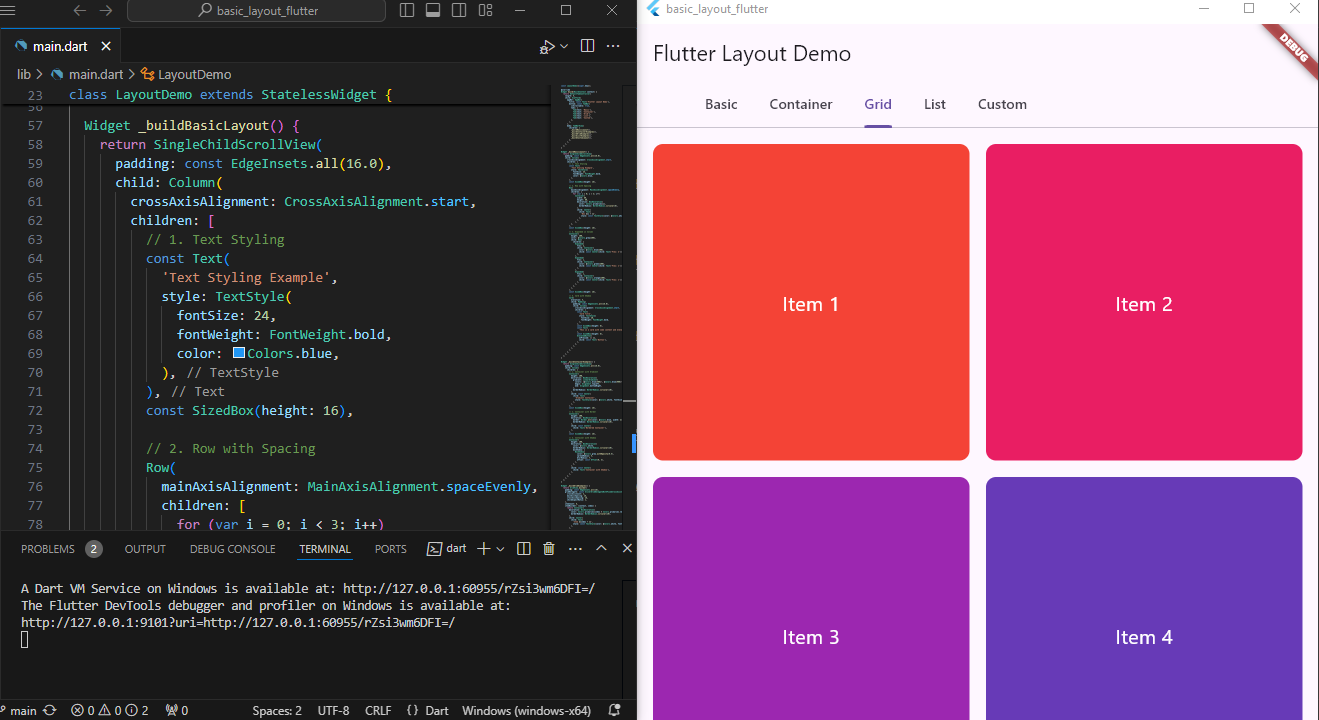 basic_layout_flutter
main.dart
lib > main.dart > LayoutDemo
23 class LayoutDemo extends StatelessWidget {
56
57 Widget _buildBasicLayout() {
58 return SingleChildScrollView(
59 padding: const EdgeInsets.all(16.0),
60 child: Column(
61 crossAxisAlignment: CrossAxisAlignment.start,
62 children: [
63 // 1. Text Styling
64 const Text(
65 'Text Styling Example',
66 style: TextStyle(
67 fontSize: 24,
68 fontWeight: FontWeight.bold,
69 color: Colors.blue,
70 ), // TextStyle
71 ), // Text
72 const SizedBox(height: 16),
73
74 // 2. Row with Spacing
75 Row(
76 mainAxisAlignment: MainAxisAlignment.spaceEvenly,
77 children: [
78 for (var i = 0; i < 3; i++)
PROBLEMS 2 OUTPUT DEBUG CONSOLE TERMINAL PORTS dart
A Dart VM Service on Windows is available at: http://127.0.0.1:60955/rZsi3wm6DFI=/
The Flutter DevTools debugger and profiler on Windows is available at:
http://127.0.0.1:9101?uri=http://127.0.0.1:60955/rZsi3wm6DFI=/
main 0 0 2 0 Spaces: 2 UTF-8 CRLF {} Dart Windows (windows-x64)
basic_layout_flutter
Flutter Layout Demo
DEBUG
Basic Container Grid List Custom
Item 1 Item 2
Item 3 Item 4